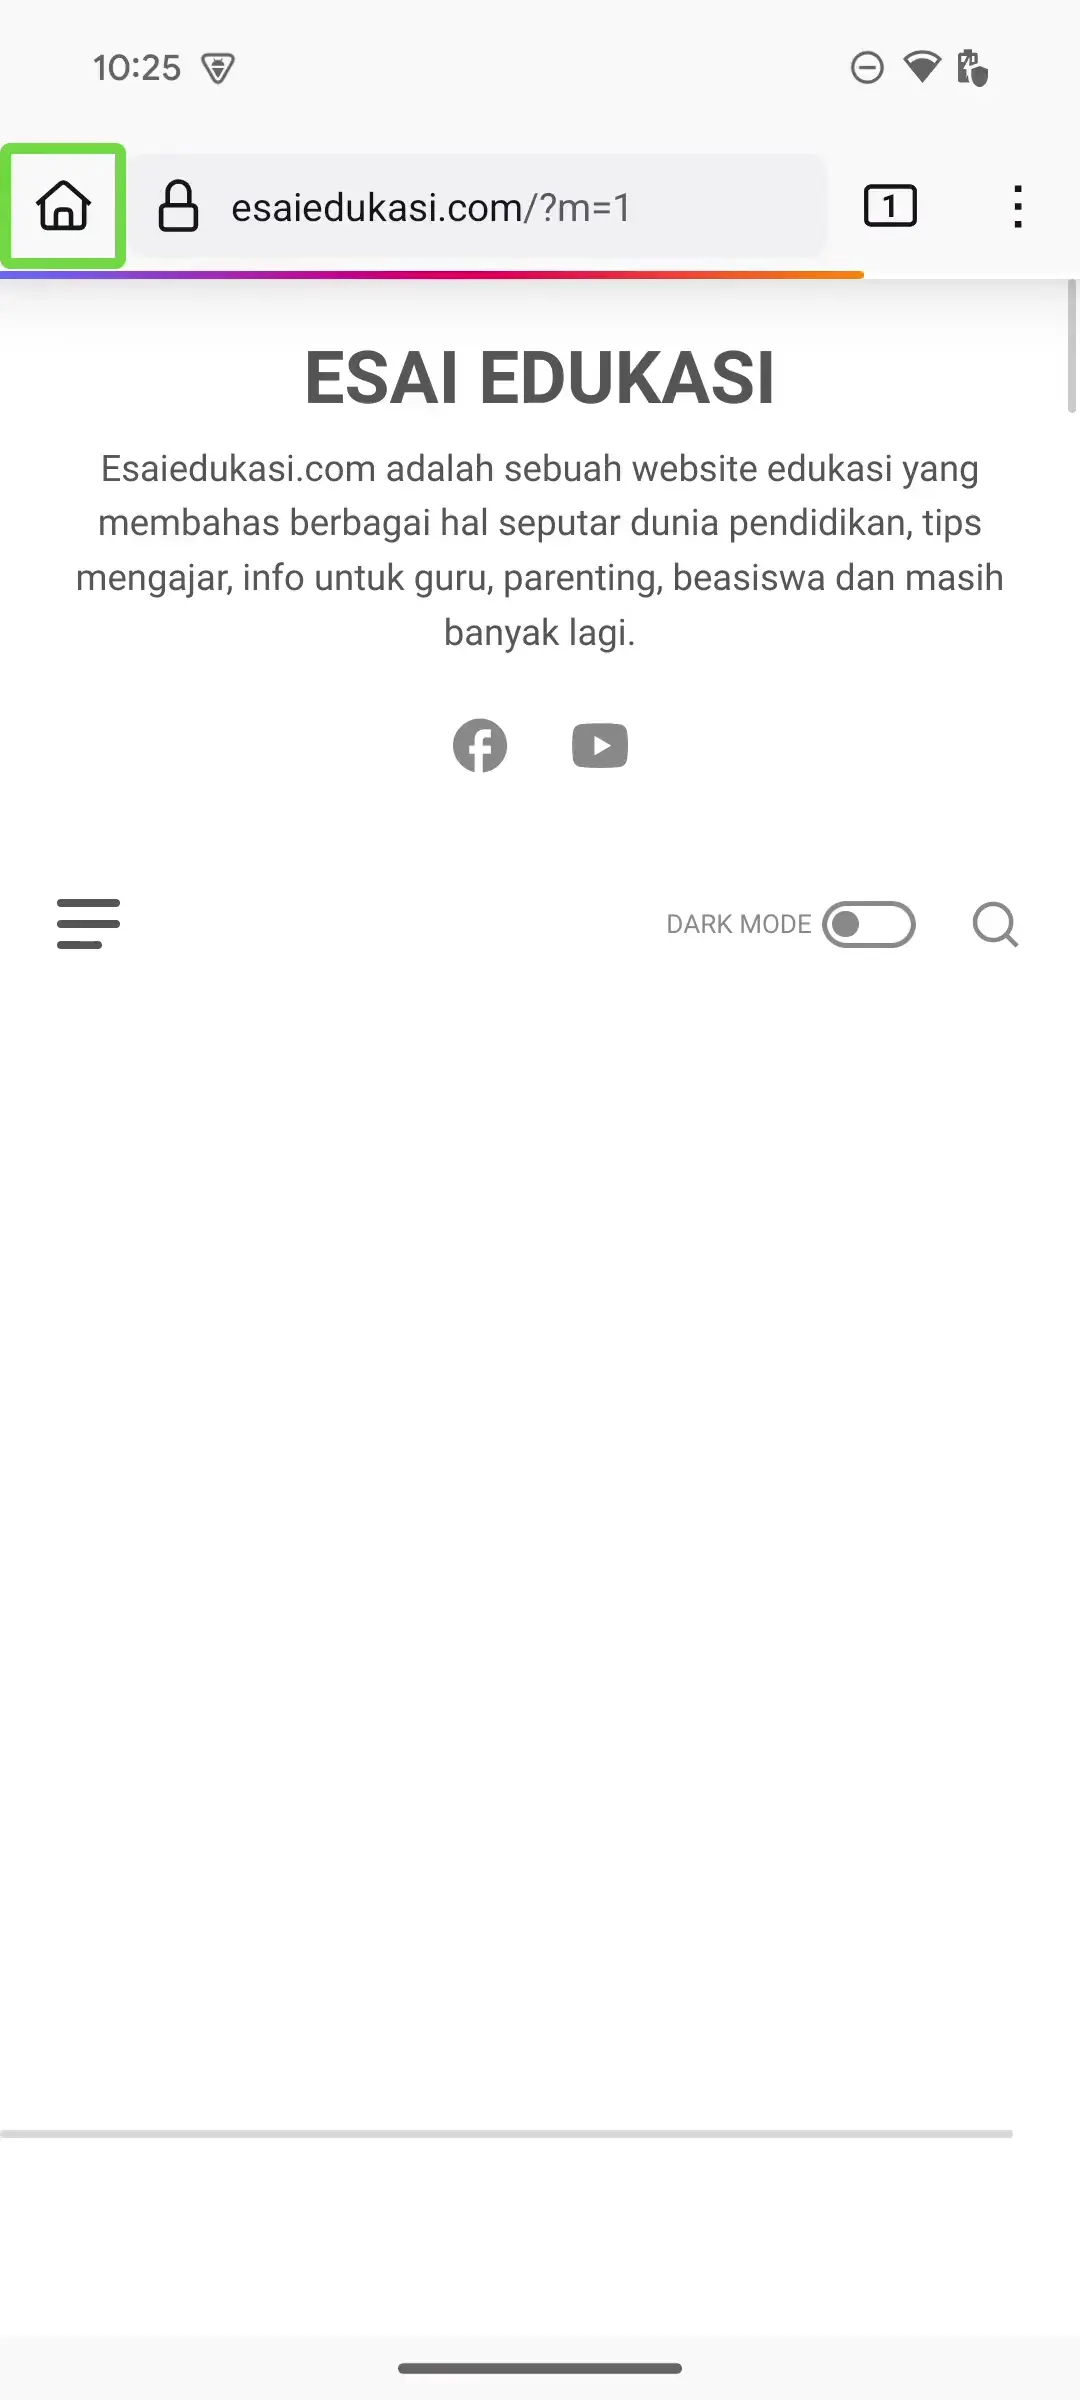 10:25
esaiedukasi.com/?m=1
1
ESAI EDUKASI
Esaiedukasi.com adalah sebuah website edukasi yang
membahas berbagai hal seputar dunia pendidikan, tips
mengajar, info untuk guru, parenting, beasiswa dan masih
banyak lagi.
DARK MODE